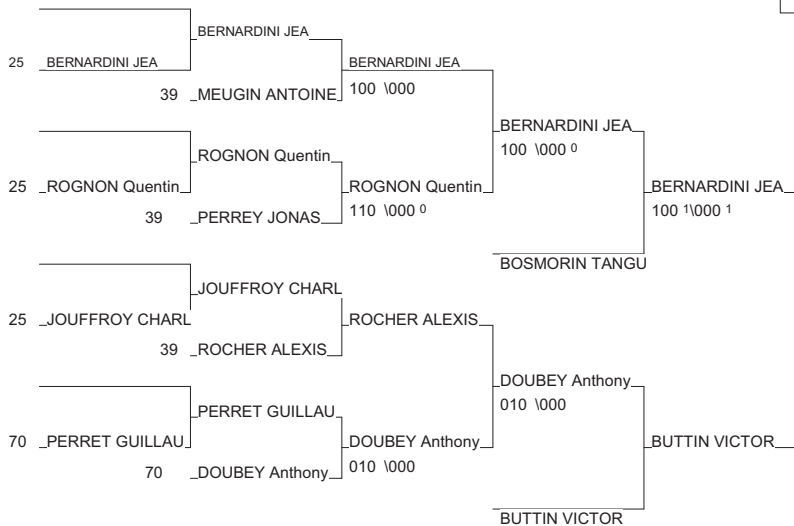 BERNARDINI JEA
25 BERNARDINI JEA
BERNARDINI JEA
39 MEUGIN ANTOINE
100 \000
BERNARDINI JEA
100 \000 0
ROGNON Quentin
25 ROGNON Quentin
ROGNON Quentin
BERNARDINI JEA
39 PERREY JONAS
110 \000 0
100 1\000 1
BOSMORIN TANGU
JOUFFROY CHARL
25 JOUFFROY CHARL
ROCHER ALEXIS
39 ROCHER ALEXIS
DOUBEY Anthony
010 \000
PERRET GUILLAU
70 PERRET GUILLAU
DOUBEY Anthony
BUTTIN VICTOR
70 DOUBEY Anthony
010 \000
BUTTIN VICTOR